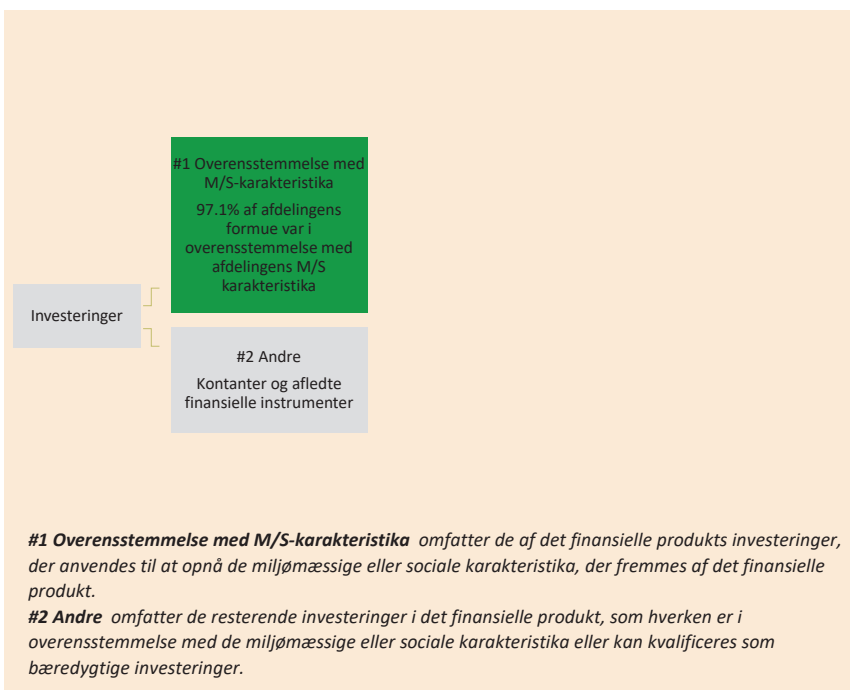 #1 Overensstemmelse med
M/S-karakteristika
97.1% af afdelingens
formue var i
overensstemmelse med
afdelingens M/S
karakteristika
Investeringer
#2 Andre
Kontanter og afledte
finansielle instrumenter
#1 Overensstemmelse med M/S-karakteristika omfatter de af det finansielle produkts investeringer,
der anvendes til at opnå de miljømæssige eller sociale karakteristika, der fremmes af det finansielle
produkt.
#2 Andre omfatter de resterende investeringer i det finansielle produkt, som hverken er i
overensstemmelse med de miljømæssige eller sociale karakteristika eller kan kvalificeres som
bæredygtige investeringer.